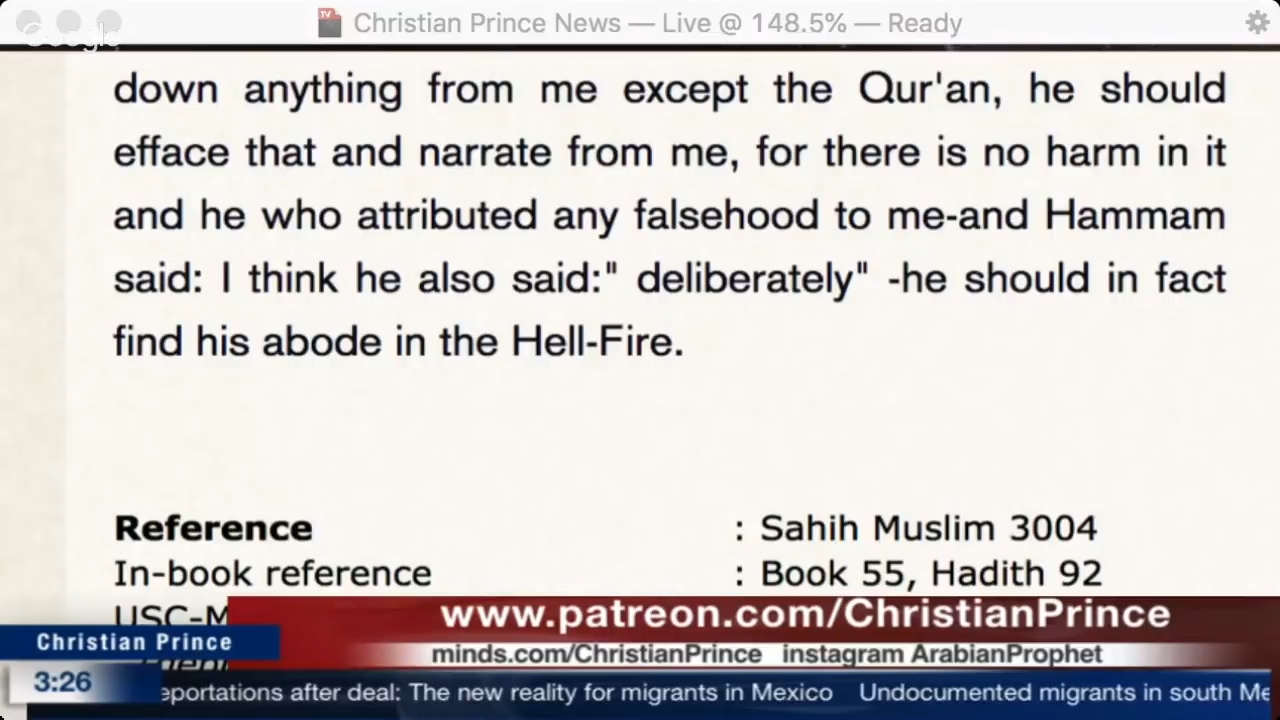 Christian Prince News — Live @ 148.5% — Ready
Google
down anything from me except the Qur'an, he should
efface that and narrate from me, for there is no harm in it
and he who attributed any falsehood to me-and Hammam
said: I think he also said:" deliberately" -he should in fact
find his abode in the Hell-Fire.
Reference : Sahih Muslim 3004
In-book reference : Book 55, Hadith 92
USC-M
www.patreon.com/ChristianPrince
Christian Prince
minds.com/ChristianPrince instagram ArabianProphet
3:26
eportations after deal: The new reality for migrants in Mexico Undocumented migrants in south Me